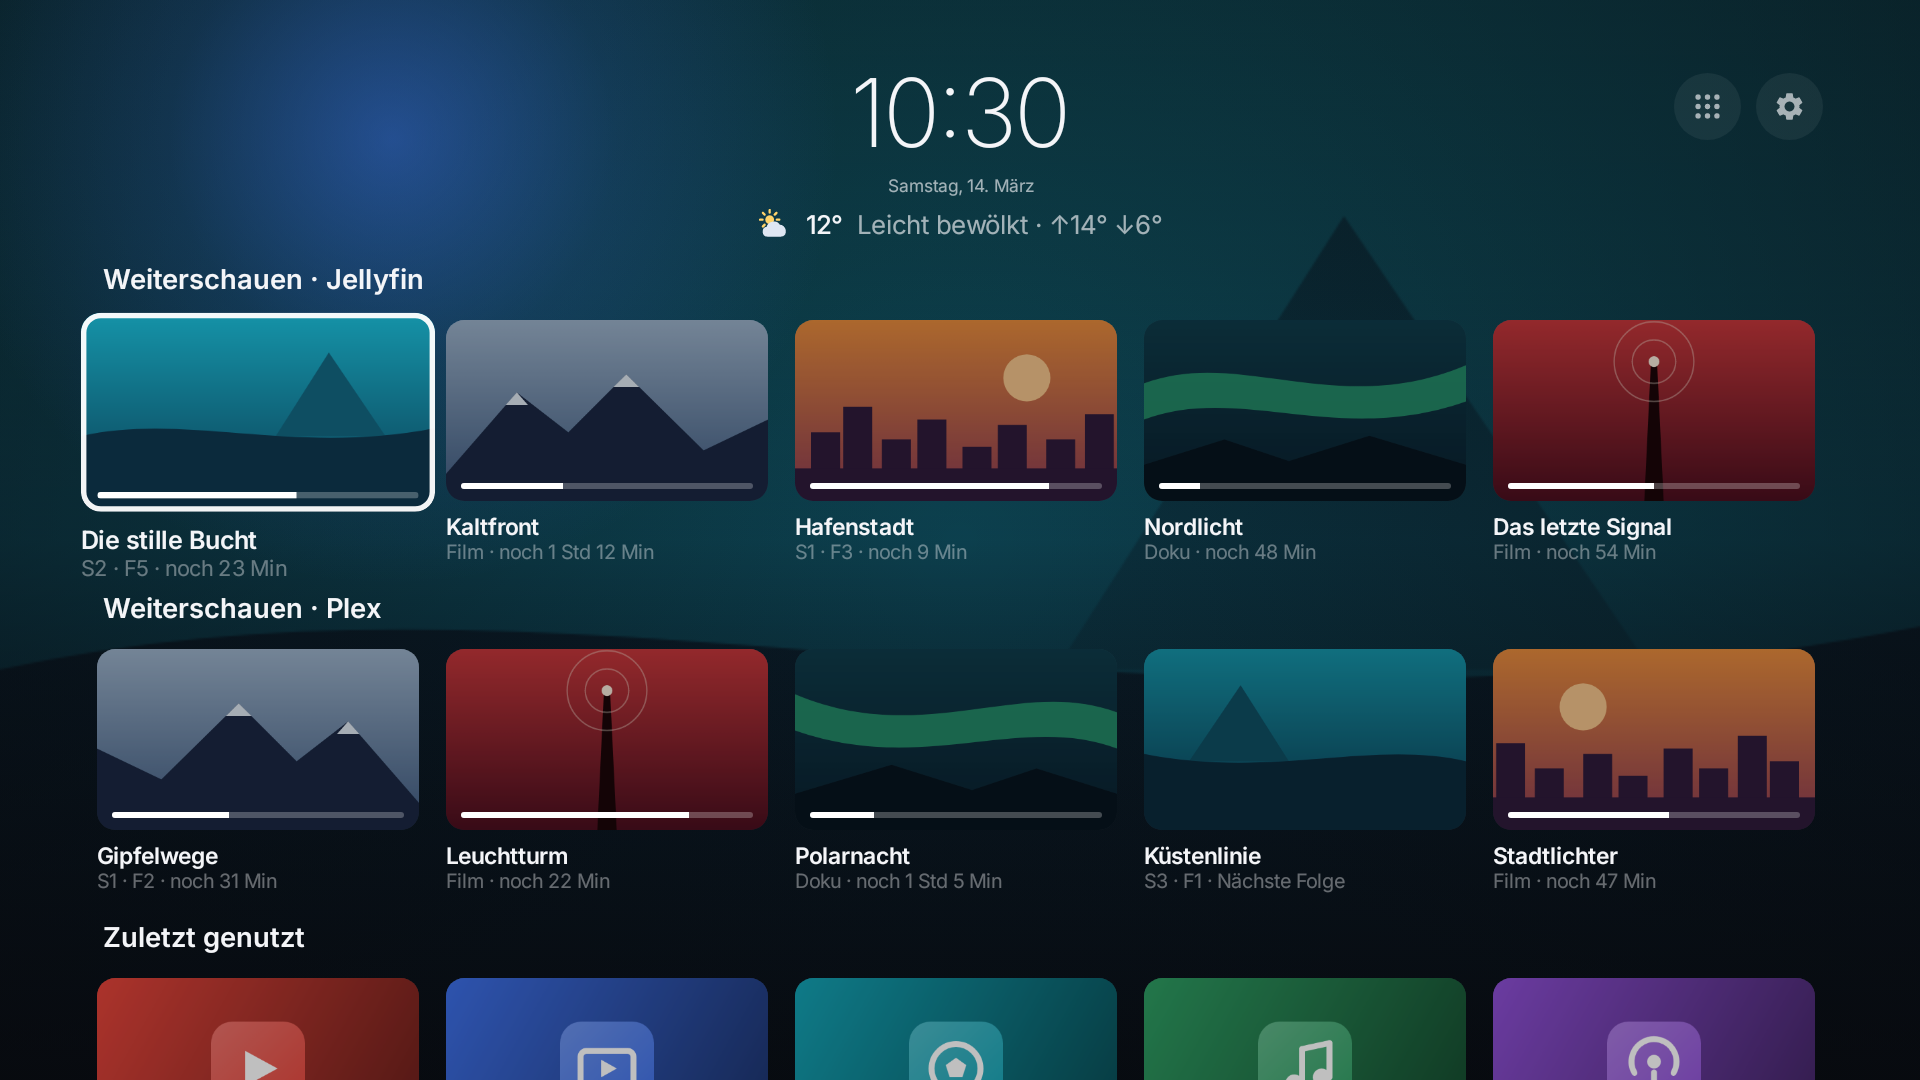 10:30
Samstag, 14. März
12° Leicht bewölkt · ↑14° ↓6°
Weiterschauen · Jellyfin
Die stille Bucht
S2 · F5 · noch 23 Min
Kaltfront
Film · noch 1 Std 12 Min
Hafenstadt
S1 · F3 · noch 9 Min
Nordlicht
Doku · noch 48 Min
Das letzte Signal
Film · noch 54 Min
Weiterschauen · Plex
Gipfelwege
S1 · F2 · noch 31 Min
Leuchtturm
Film · noch 22 Min
Polarnacht
Doku · noch 1 Std 5 Min
Küstenlinie
S3 · F1 · Nächste Folge
Stadtlichter
Film · noch 47 Min
Zuletzt genutzt